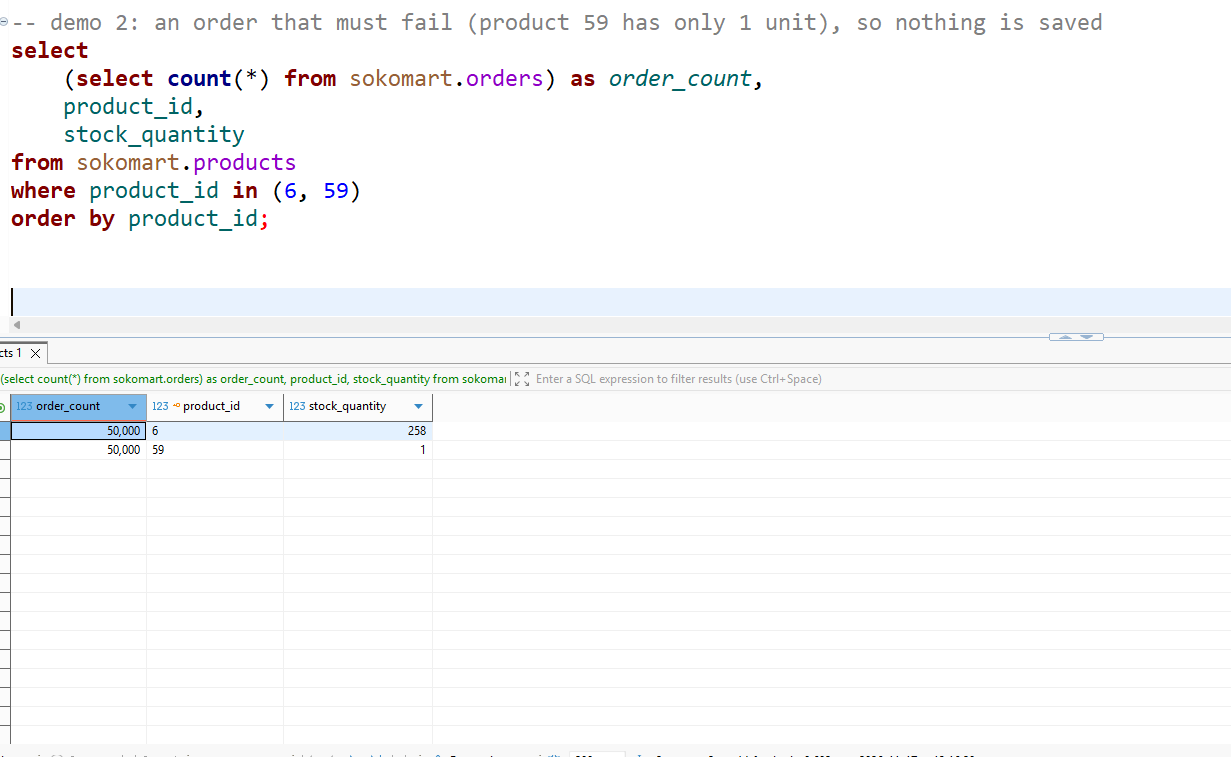 -- demo 2: an order that must fail (product 59 has only 1 unit), so nothing is saved
select
(select count(*) from sokomart.orders) as order_count,
product_id,
stock_quantity
from sokomart.products
where product_id in (6, 59)
order by product_id;
cts 1
(select count(*) from sokomart.orders) as order_count, product_id, stock_quantity from sokomar
Enter a SQL expression to filter results (use Ctrl+Space)
123 order_count 123 product_id 123 stock_quantity
50,000 6 258
50,000 59 1